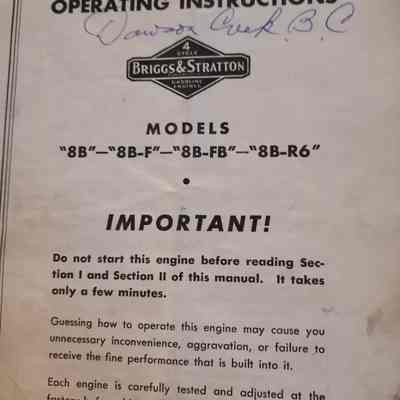 OPERATING INSTRUCTIONS
Dawson Creek B.C
4
CYCLE
BRIGGS & STRATTON
GASOLINE
ENGINES
MODELS
"8B"—"8B-F"—"8B-FB"—"8B-R6"
IMPORTANT!
Do not start this engine before reading Sec-
tion I and Section II of this manual. It takes
only a few minutes.
Guessing how to operate this engine may cause you
unnecessary inconvenience, aggravation, or failure to
receive the fine performance that is built into it.
Each engine is carefully tested and adjusted at the